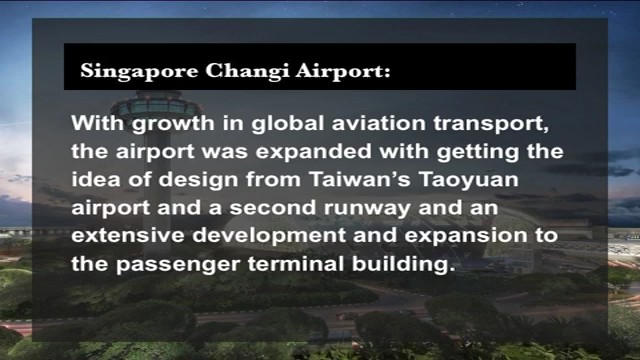 Singapore Changi Airport:
With growth in global aviation transport,
the airport was expanded with getting the
idea of design from Taiwan’s Taoyuan
airport and a second runway and an
extensive development and expansion to
the passenger terminal building.